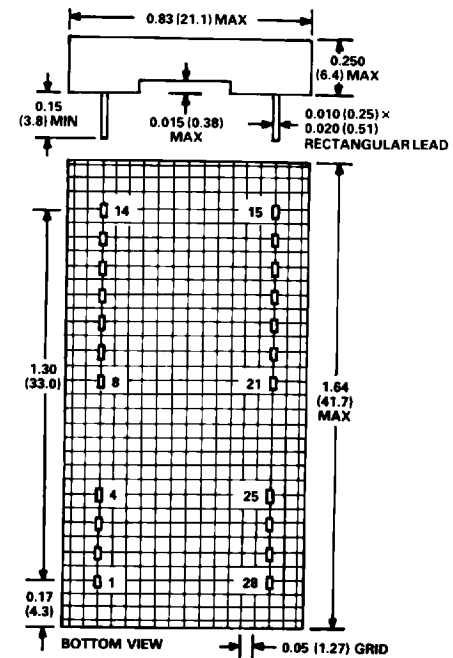 0.83 (21.1) MAX
0.250
(6.4) MAX
0.15
(3.8) MIN
0.015 (0.38)
MAX
0.010 (0.25) ×
0.020 (0.51)
RECTANGULAR LEAD
14
15
1.30
(33.0)
8
21
1.64
(41.7)
MAX
4
25
1
28
0.17
(4.3)
BOTTOM VIEW
0.05 (1.27) GRID